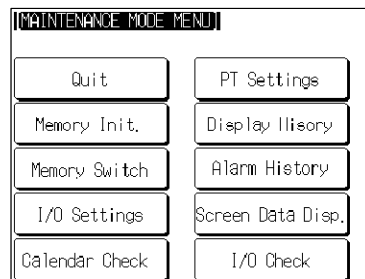 [MAINTENANCE MODE MENU]
Quit
PT Settings
Memory Init.
Display Hisory
Memory Switch
Alarm History
I/O Settings
Screen Data Disp.
Calendar Check
I/O Check